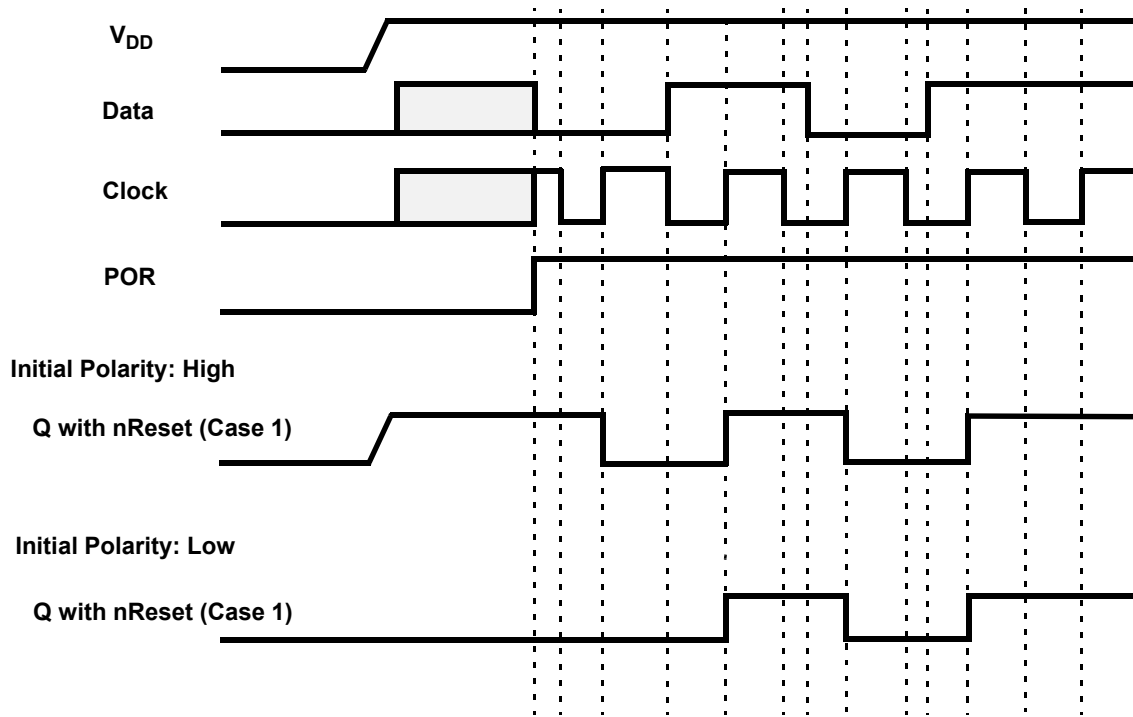 VDD
Data
Clock
POR
Initial Polarity: High
Q with nReset (Case 1)
Initial Polarity: Low
Q with nReset (Case 1)